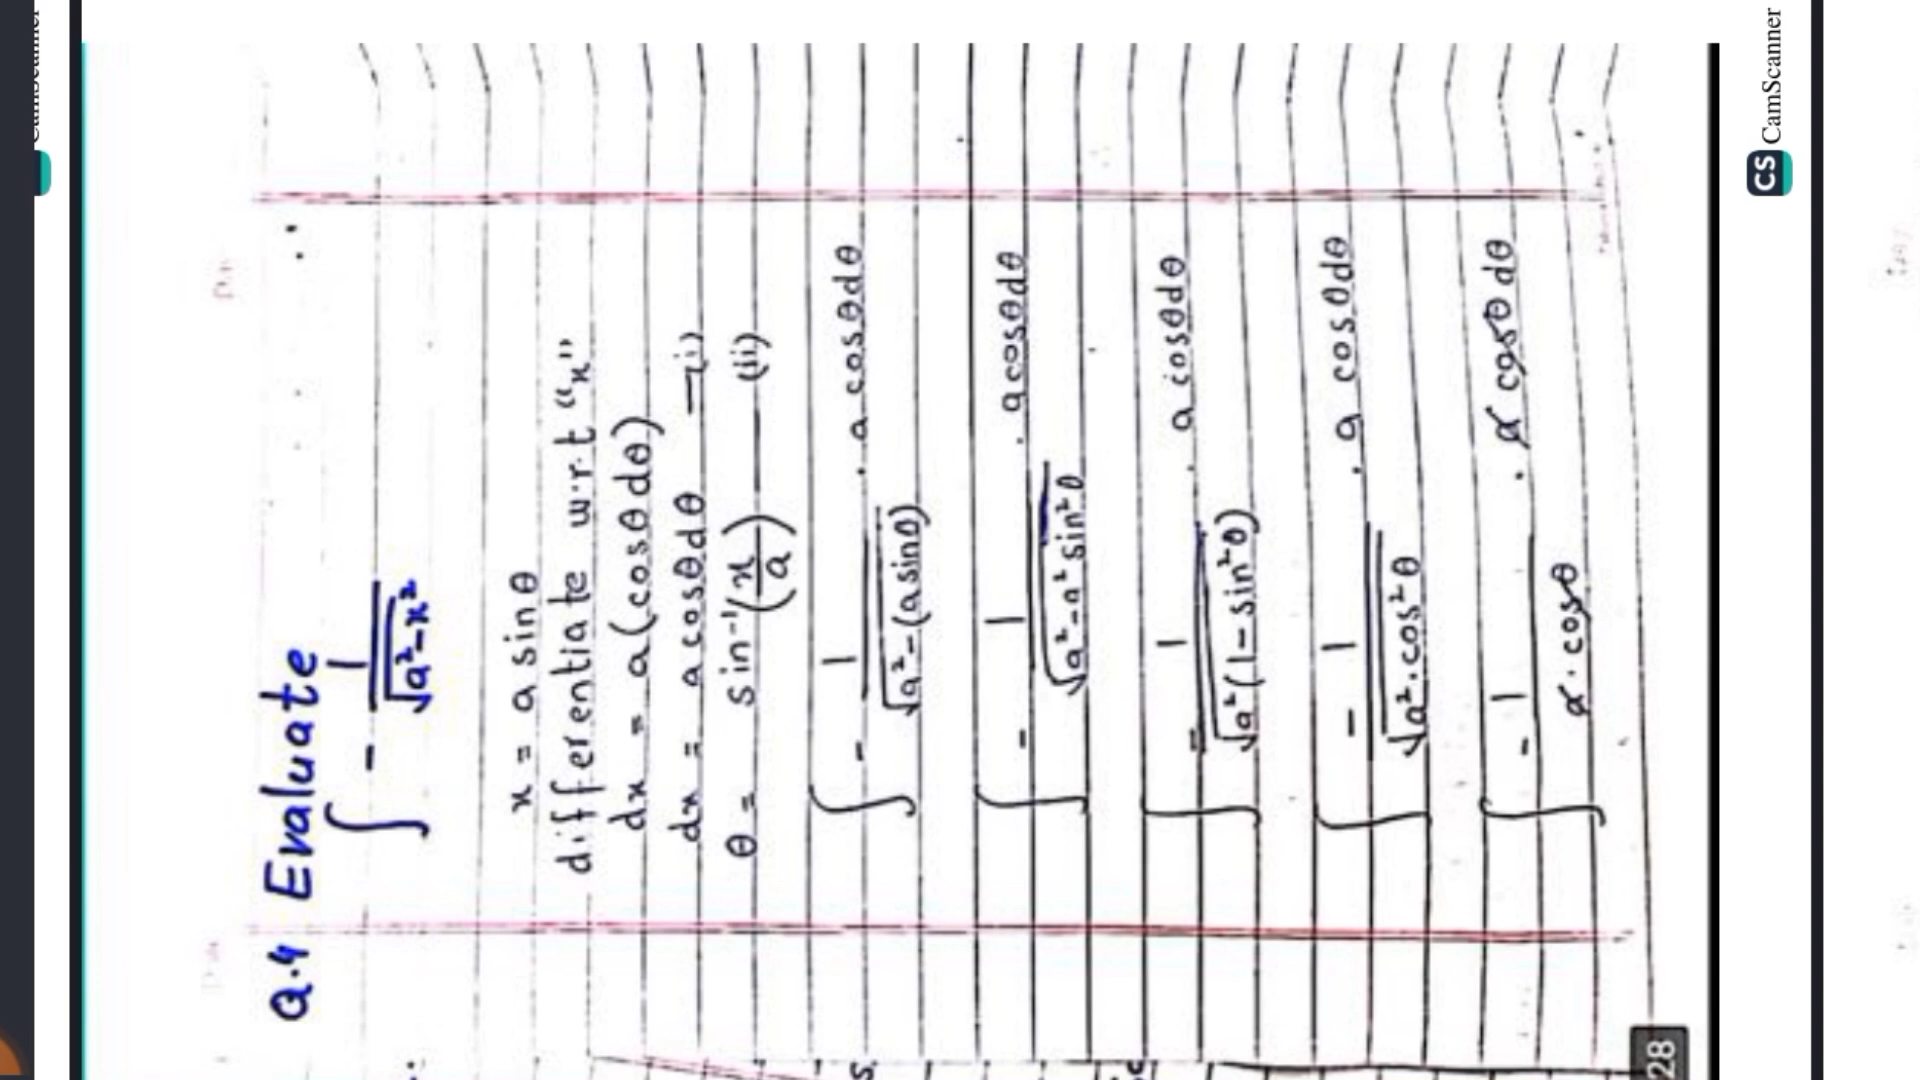 Q.4 Evaluate
∫ - 1/√a²-x²
x = a sinθ
differentiate w.r.t "x"
dx = a(cosθ dθ)
dx = a cosθ dθ —(i)
θ = sin⁻¹(x/a) — (ii)
∫ - 1/√a²-(a sinθ) . a cosθdθ
∫ - 1/√a²-a² sin²θ . a cosθdθ
∫ - 1/√a²(1-sin²θ) . a cosθdθ
∫ - 1/√a².cos²θ . a cosθdθ
∫ - 1/a.cosθ . a cosθ dθ
28
CS CamScanner